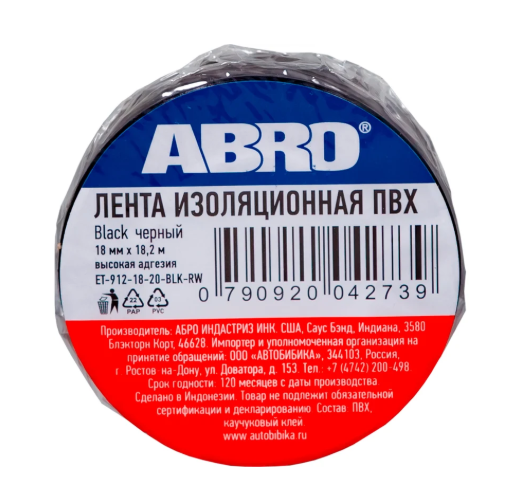 ABRO®
ЛЕНТА ИЗОЛЯЦИОННАЯ ПВХ
Black черный
18 мм х 18,2 м
высокая адгезия
ET-912-18-20-BLK-RW
0 790920 042739
22
PAP
03
PVC
Производитель: АБРО ИНДАСТРИЗ ИНК. США, Саус Бэнд, Индиана, 3580
Блэкторн Корт, 46628. Импортер и уполномоченная организация на
принятие обращений: ООО «АВТОБИБИКА», 344103, Россия,
г. Ростов-на-Дону, ул. Доватора, д. 153. Тел.: +7 (4742) 200-498.
Срок годности: 120 месяцев с даты производства.
Сделано в Индонезии. Товар не подлежит обязательной
сертификации и декларированию. Состав: ПВХ,
каучуковый клей.
www.autobibika.ru